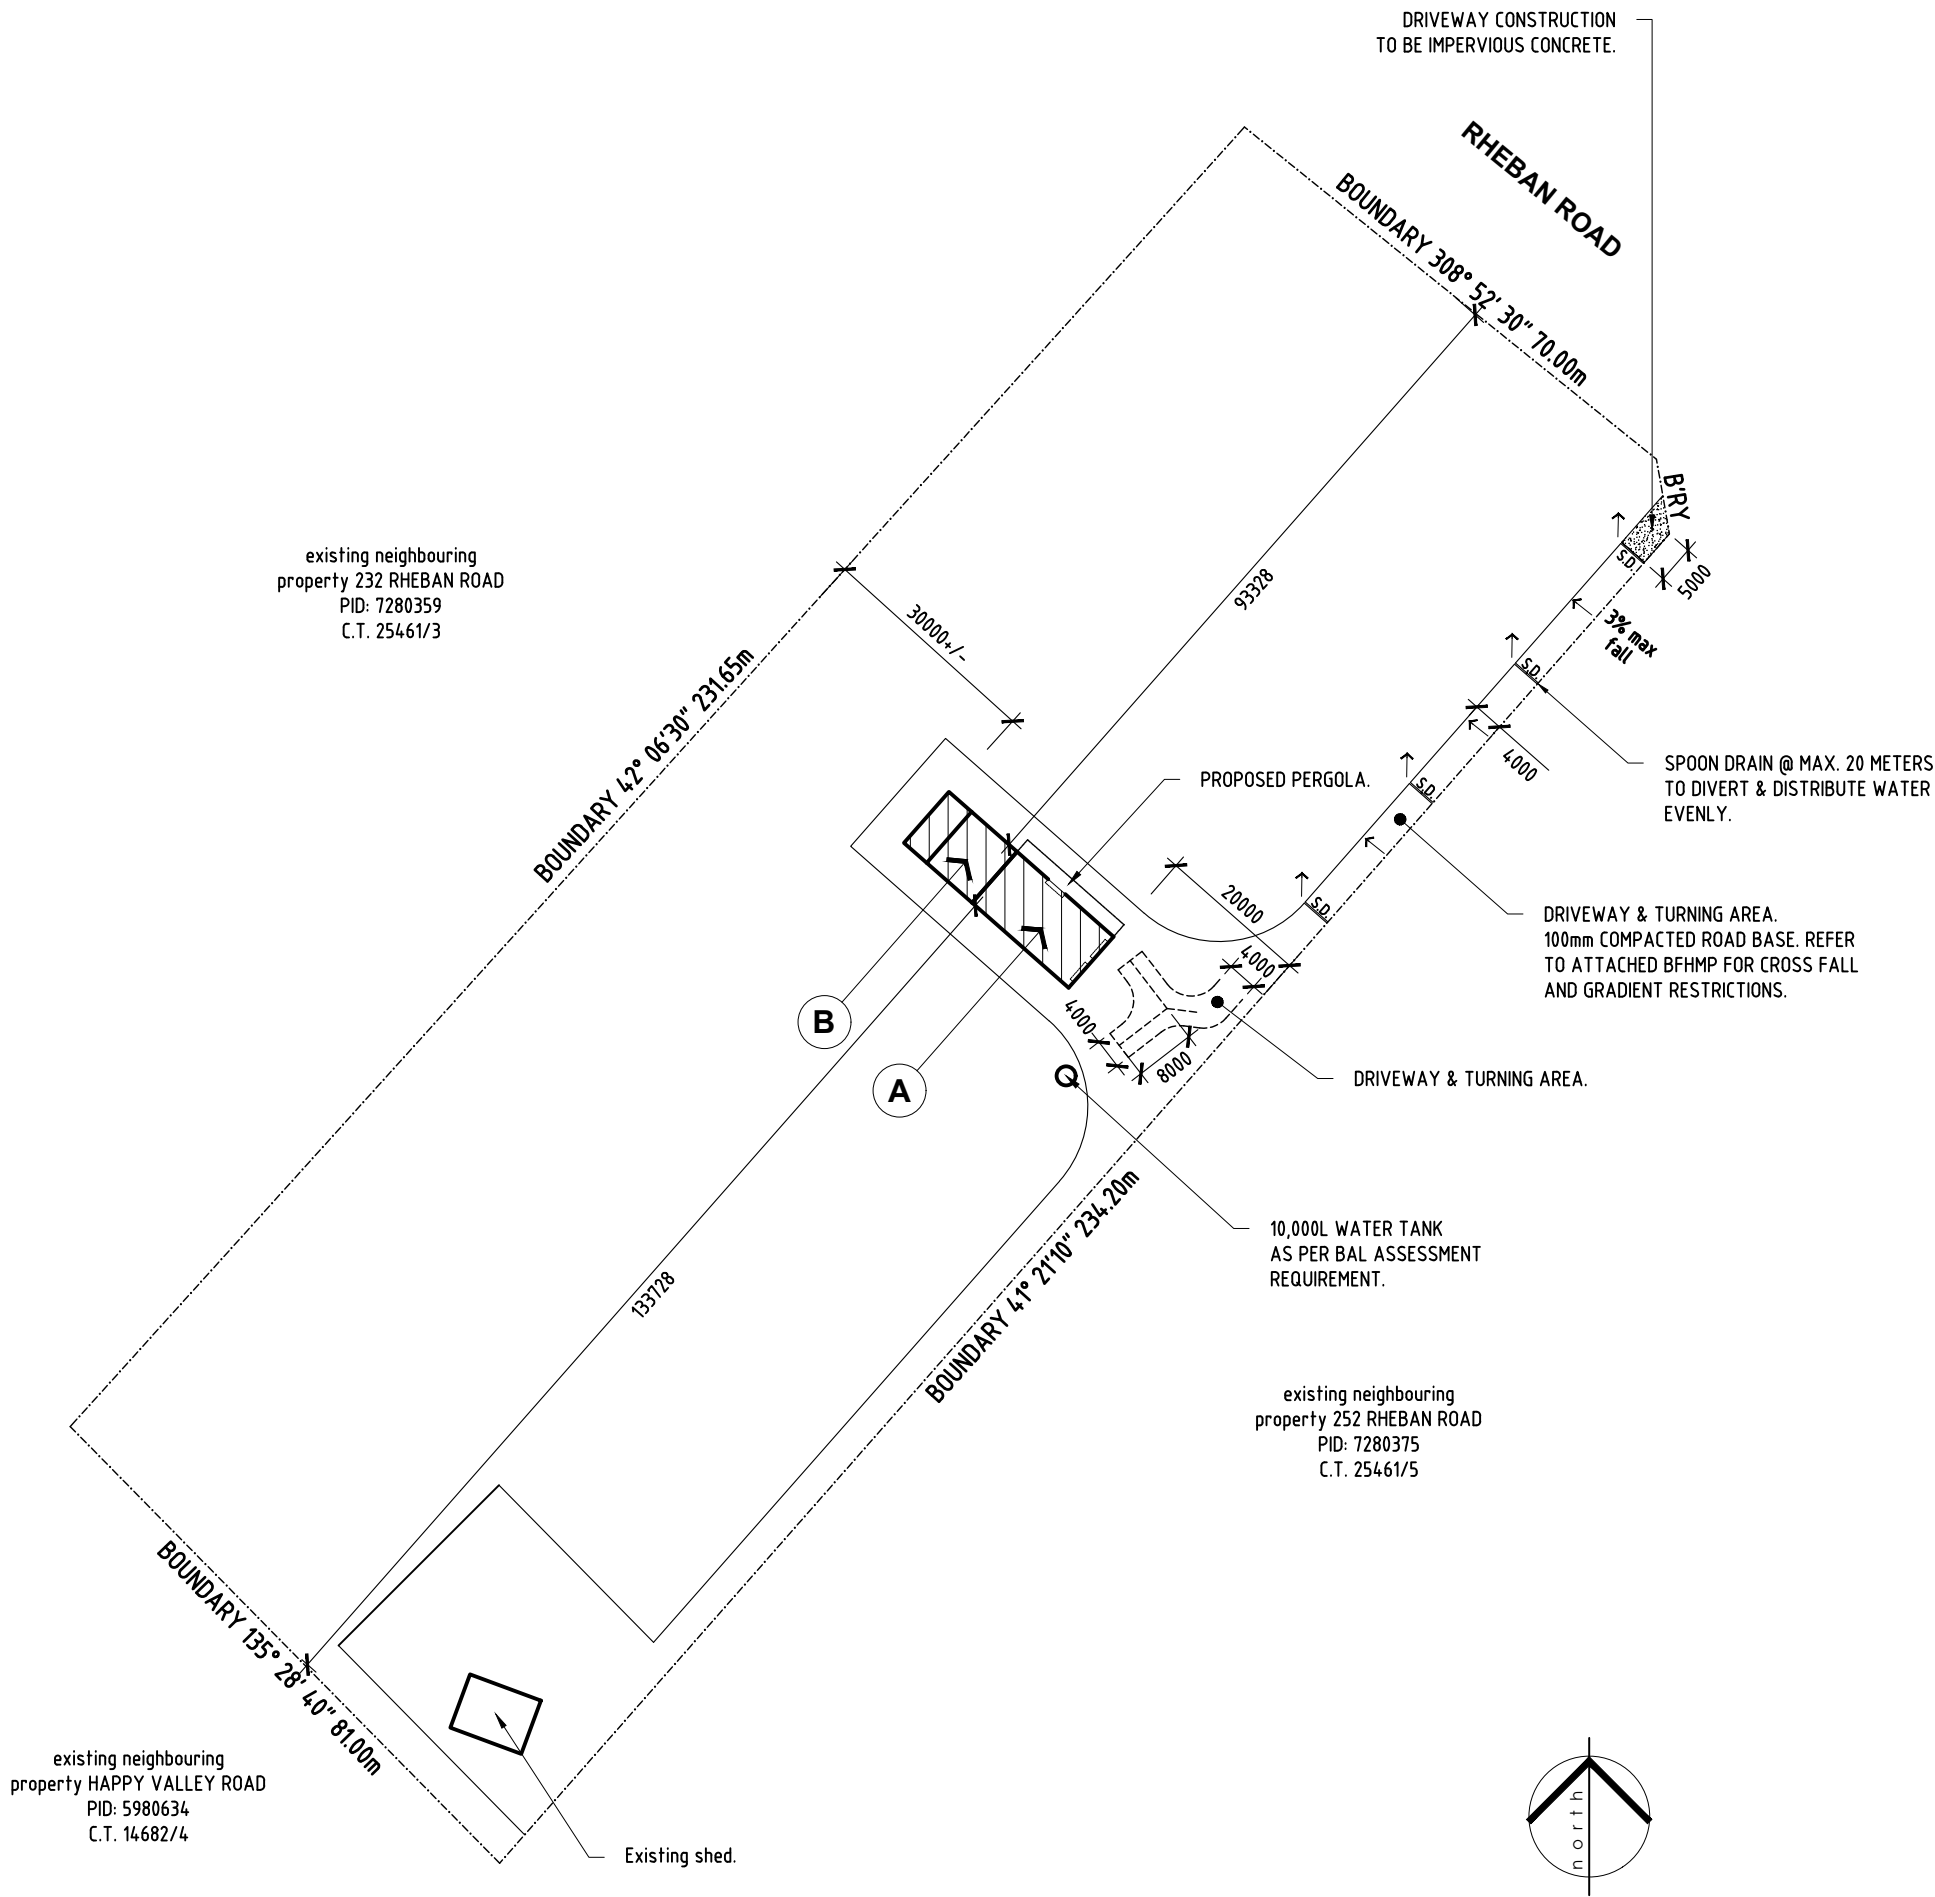 DRIVEWAY CONSTRUCTION
TO BE IMPERVIOUS CONCRETE.
RHEBAN ROAD
BOUNDARY 308° 52' 30" 70.00m
B'RY
S.D.
5000
3% max
fall
S.D.
4000
SPOON DRAIN @ MAX. 20 METERS
TO DIVERT & DISTRIBUTE WATER
EVENLY.
S.D.
existing neighbouring
property 232 RHEBAN ROAD
PID: 7280359
C.T. 25461/3
BOUNDARY 42° 06'30" 231.65m
30000+/-
93328
PROPOSED PERGOLA.
20000
S.D.
DRIVEWAY & TURNING AREA.
100mm COMPACTED ROAD BASE. REFER
TO ATTACHED BFHMP FOR CROSS FALL
AND GRADIENT RESTRICTIONS.
4000
4000
8000
DRIVEWAY & TURNING AREA.
B
A
10,000L WATER TANK
AS PER BAL ASSESSMENT
REQUIREMENT.
BOUNDARY 41° 21'10" 234.20m
133728
existing neighbouring
property 252 RHEBAN ROAD
PID: 7280375
C.T. 25461/5
BOUNDARY 135° 28' 40" 81.00m
existing neighbouring
property HAPPY VALLEY ROAD
PID: 5980634
C.T. 14682/4
Existing shed.
north